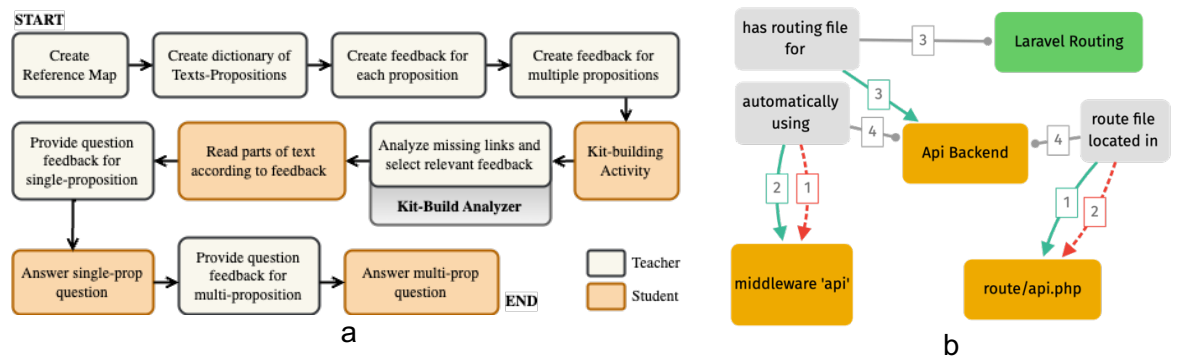 START
Create
Reference Map
Create dictionary of
Texts-Propositions
Create feedback for
each proposition
Create feedback for
multiple propositions
Provide question
feedback for
single-proposition
Read parts of text
according to feedback
Analyze missing links and
select relevant feedback
Kit-Build Analyzer
Kit-building
Activity
Answer single-prop
question
Provide question
feedback for
multi-proposition
Answer multi-prop
question
END
Teacher
Student
a
has routing file
for
3
Laravel Routing
3
automatically
using
4
Api Backend
4
route file
located in
2
1
1
2
middleware 'api'
route/api.php
b